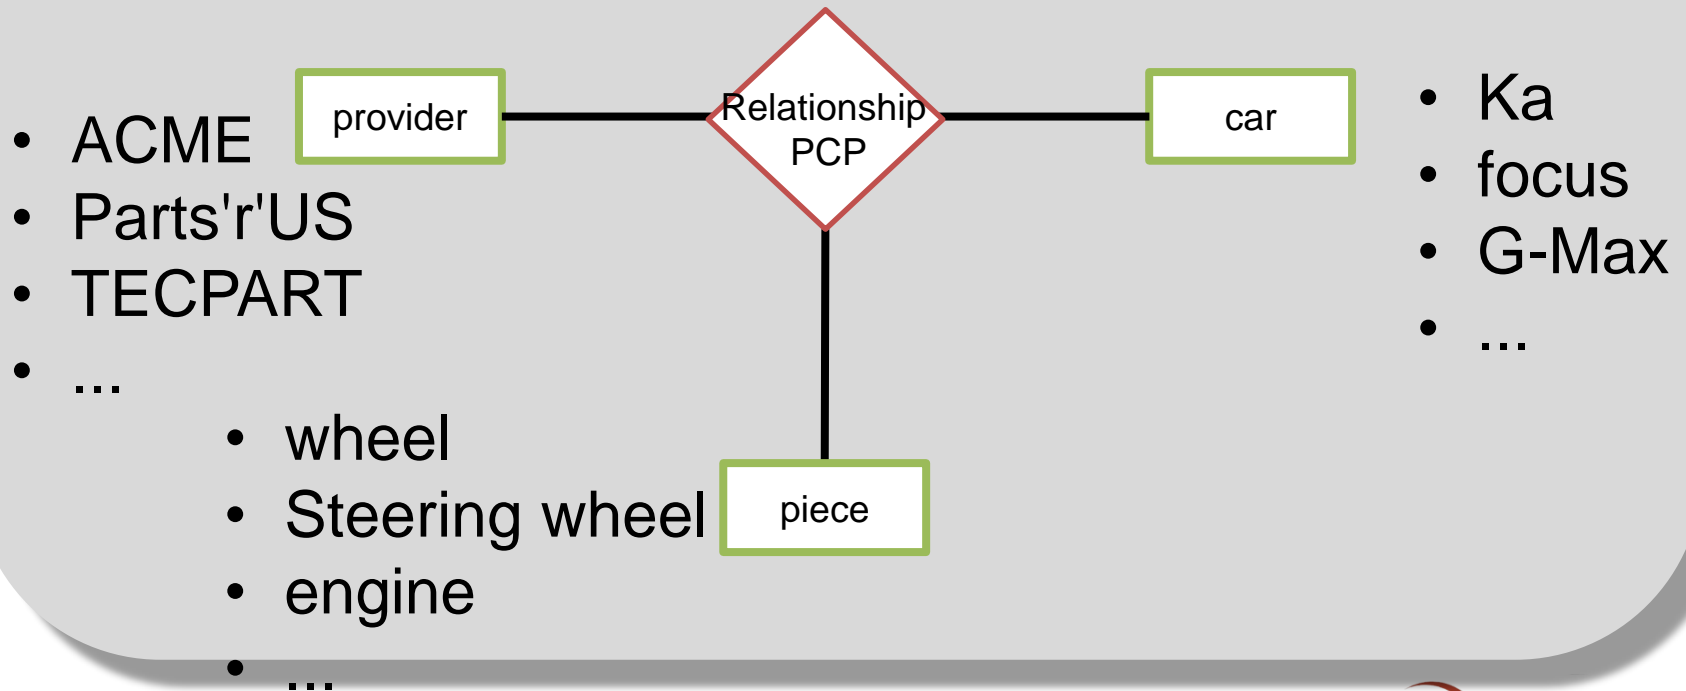 provider
Relationship
PCP
car
• ACME
• Parts'r'US
• TECPART
• ...
• Ka
• focus
• G-Max
• ...
• wheel
• Steering wheel
• engine
• ...
piece